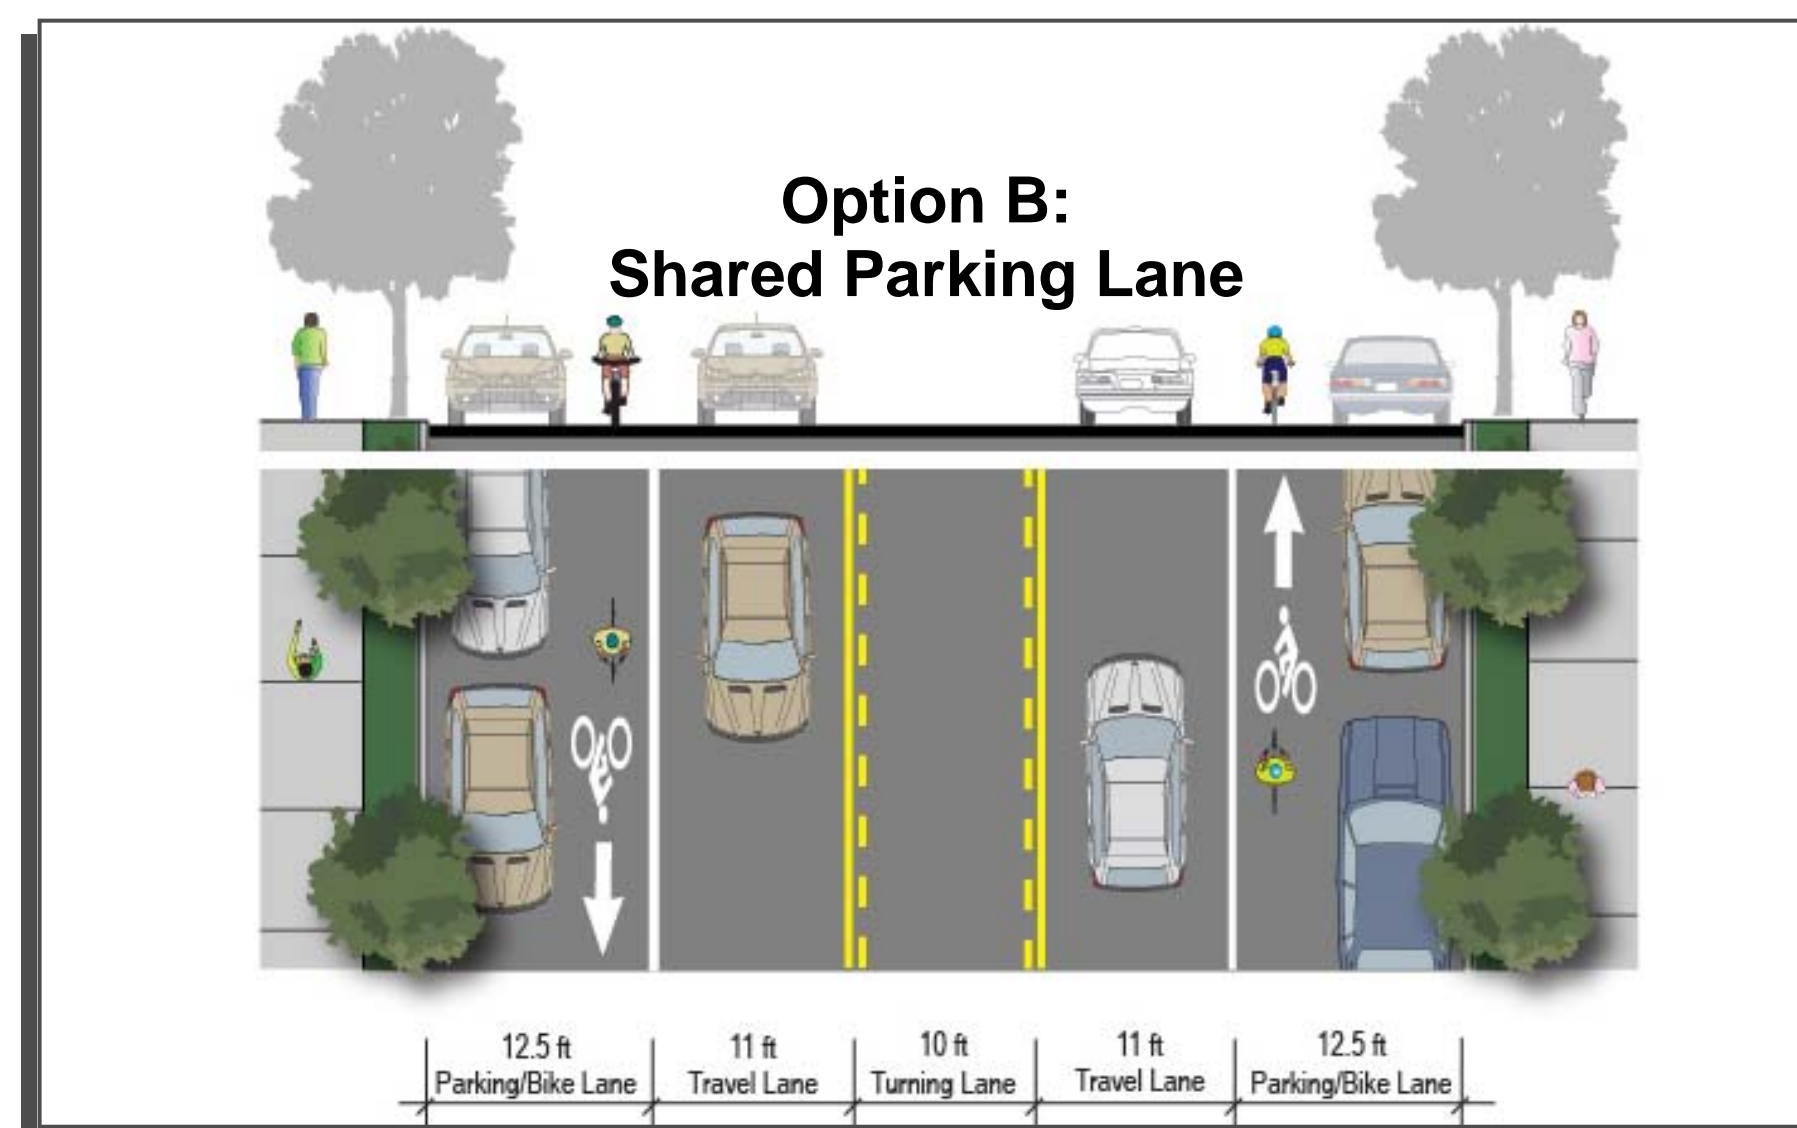 Option B:
Shared Parking Lane
12.5 ft
Parking/Bike Lane
11 ft
Travel Lane
10 ft
Turning Lane
11 ft
Travel Lane
12.5 ft
Parking/Bike Lane